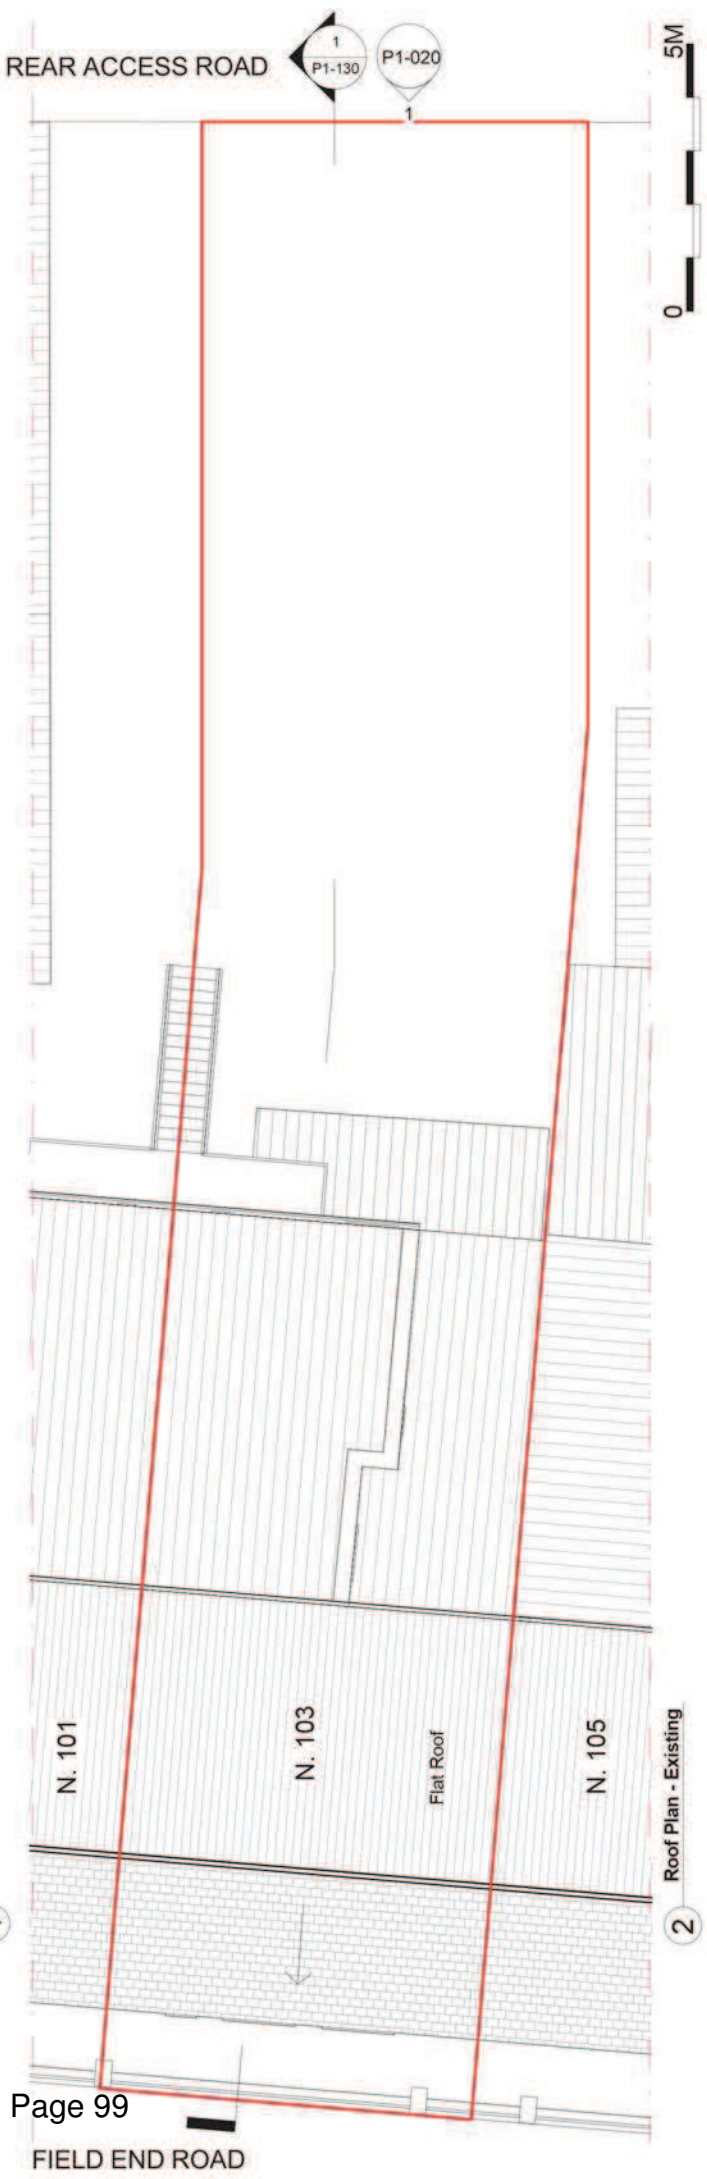 REAR ACCESS ROAD
1
P1-130
P1-020
1
5M
0
N. 101
N. 103
Flat Roof
N. 105
2
Roof Plan - Existing
Page 99
FIELD END ROAD